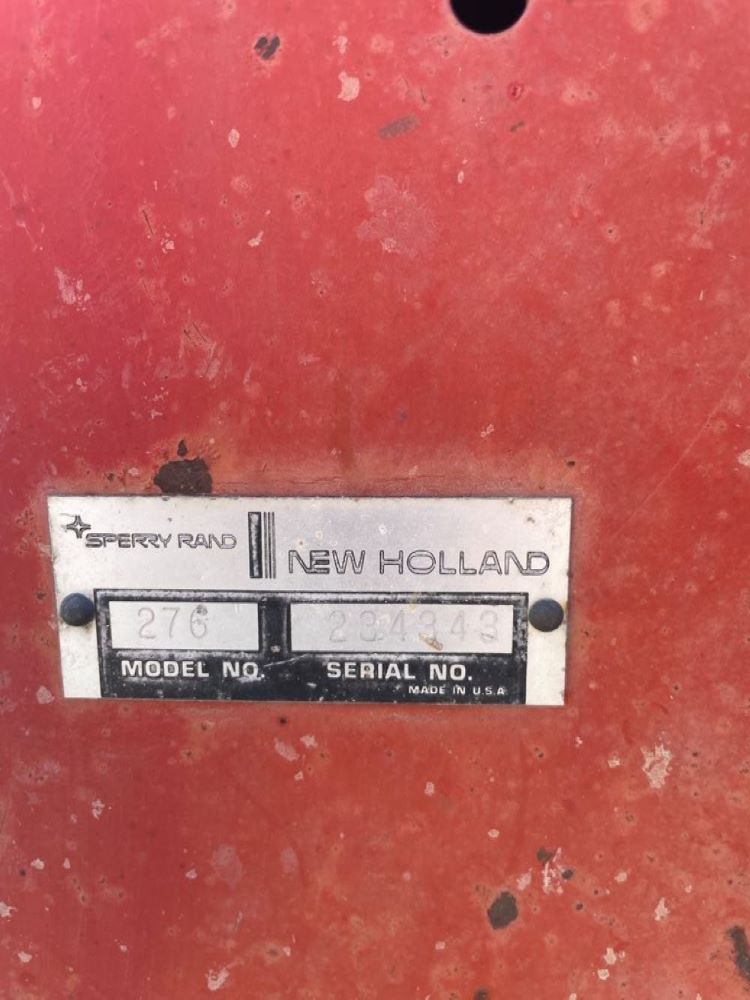 SPERRY RAND NEW HOLLAND
276 234343
MODEL NO. SERIAL NO.
MADE IN U.S.A